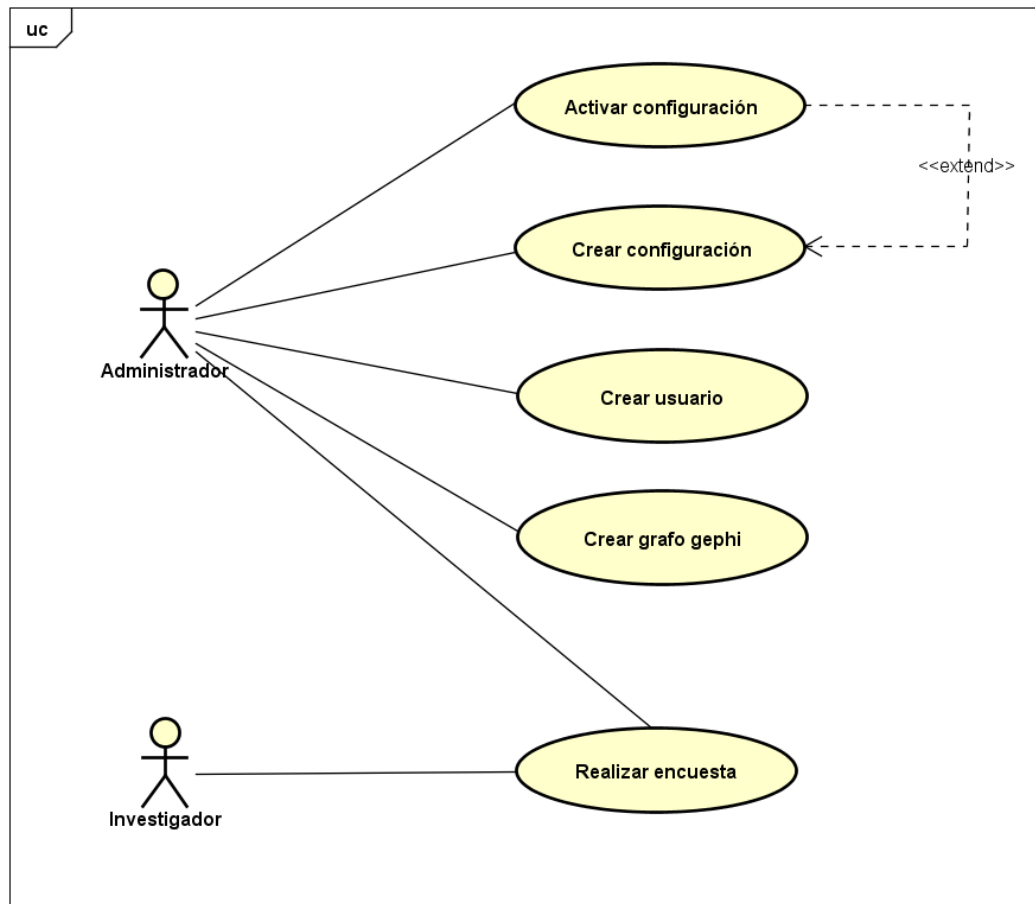 uc
Activar configuración
<<extend>>
Crear configuración
Administrador
Crear usuario
Crear grafo gephi
Realizar encuesta
Investigador